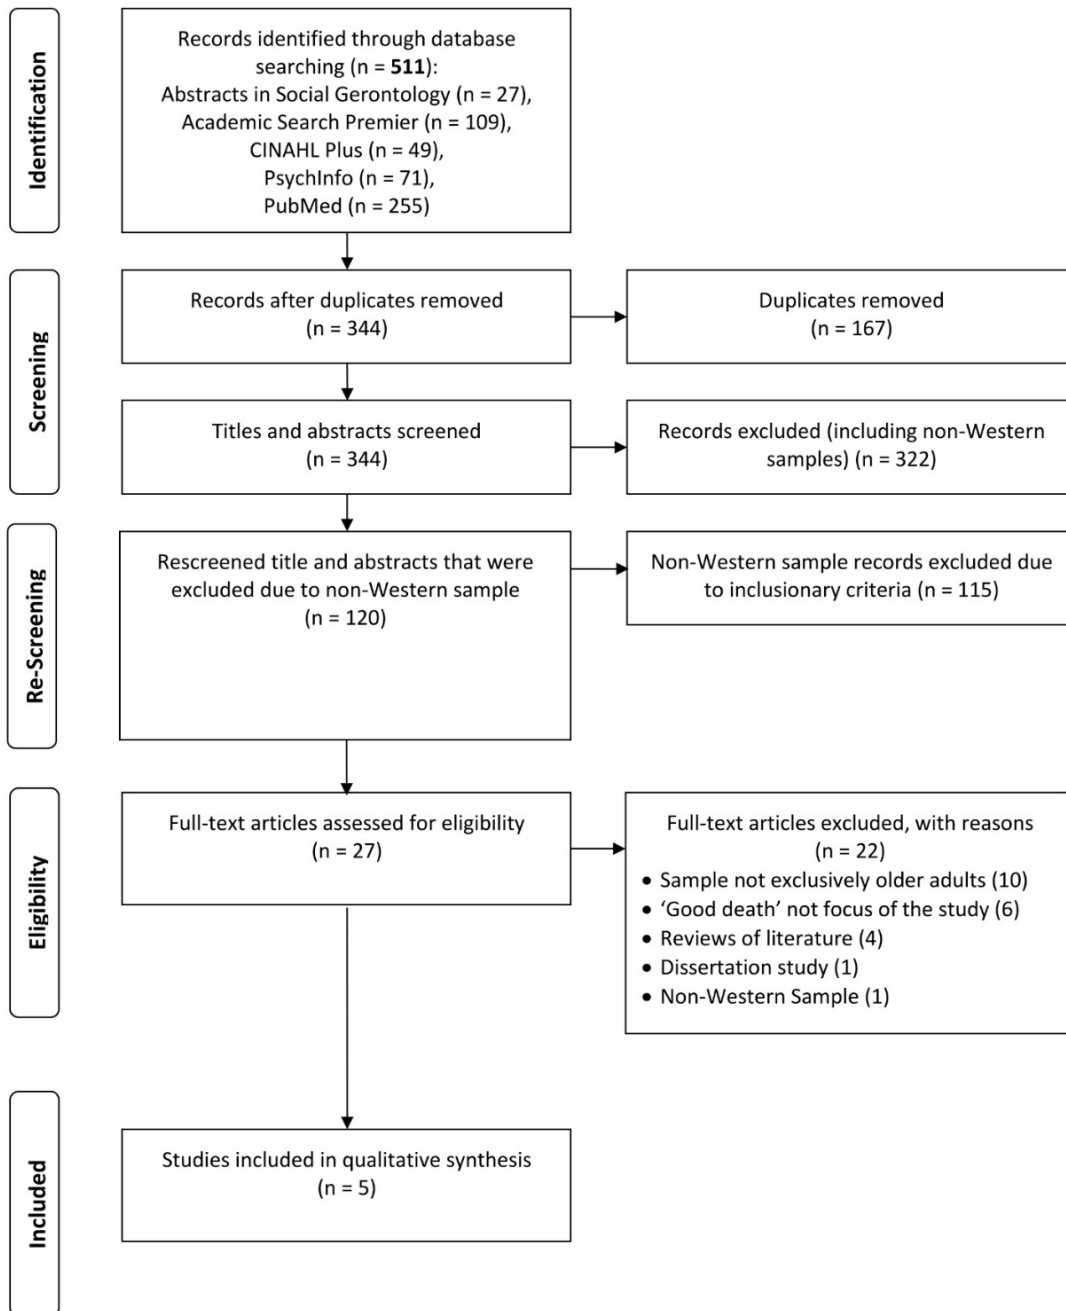 Identification
Records identified through database
searching (n = 511):
Abstracts in Social Gerontology (n = 27),
Academic Search Premier (n = 109),
CINAHL Plus (n = 49),
PsychInfo (n = 71),
PubMed (n = 255)
Screening
Records after duplicates removed
(n = 344)
Duplicates removed
(n = 167)
Titles and abstracts screened
(n = 344)
Records excluded (including non-Western
samples) (n = 322)
Re-Screening
Rescreened title and abstracts that were
excluded due to non-Western sample
(n = 120)
Non-Western sample records excluded due
to inclusionary criteria (n = 115)
Eligibility
Full-text articles assessed for eligibility
(n = 27)
Full-text articles excluded, with reasons
(n = 22)
• Sample not exclusively older adults (10)
• ‘Good death’ not focus of the study (6)
• Reviews of literature (4)
• Dissertation study (1)
• Non-Western Sample (1)
Included
Studies included in qualitative synthesis
(n = 5)